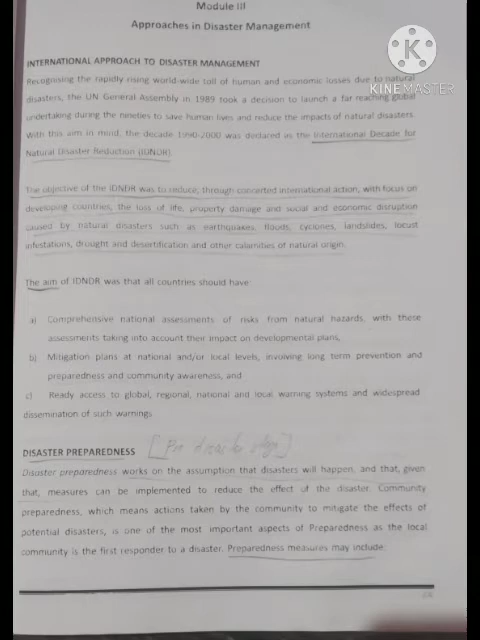 Module III
Approaches in Disaster Management
K
KINEMASTER
INTERNATIONAL APPROACH TO DISASTER MANAGEMENT
Recognising the rapidly rising world-wide toll of human and economic losses due to natural
disasters, the UN General Assembly in 1989 took a decision to launch a far reaching global
undertaking during the nineties to save human lives and reduce the impacts of natural disasters.
With this aim in mind, the decade 1990-2000 was declared as the International Decade for
Natural Disaster Reduction (IDNDR).
The objective of the IDNDR was to reduce, through concerted international action, with focus on
developing countries, the loss of life, property damage and social and economic disruption
caused by natural disasters such as earthquakes, floods, cyclones, landslides, locust
infestations, drought and desertification and other calamities of natural origin.
The aim of IDNDR was that all countries should have:
a) Comprehensive national assessments of risks from natural hazards, with these
assessments taking into account their impact on developmental plans,
b) Mitigation plans at national and/or local levels, involving long term prevention and
preparedness and community awareness, and
c) Ready access to global, regional, national and local warning systems and widespread
dissemination of such warnings
DISASTER PREPAREDNESS [Pre disaster stage]
Disaster preparedness works on the assumption that disasters will happen, and that, given
that, measures can be implemented to reduce the effect of the disaster. Community
preparedness, which means actions taken by the community to mitigate the effects of
potential disasters, is one of the most important aspects of Preparedness as the local
community is the first responder to a disaster. Preparedness measures may include: